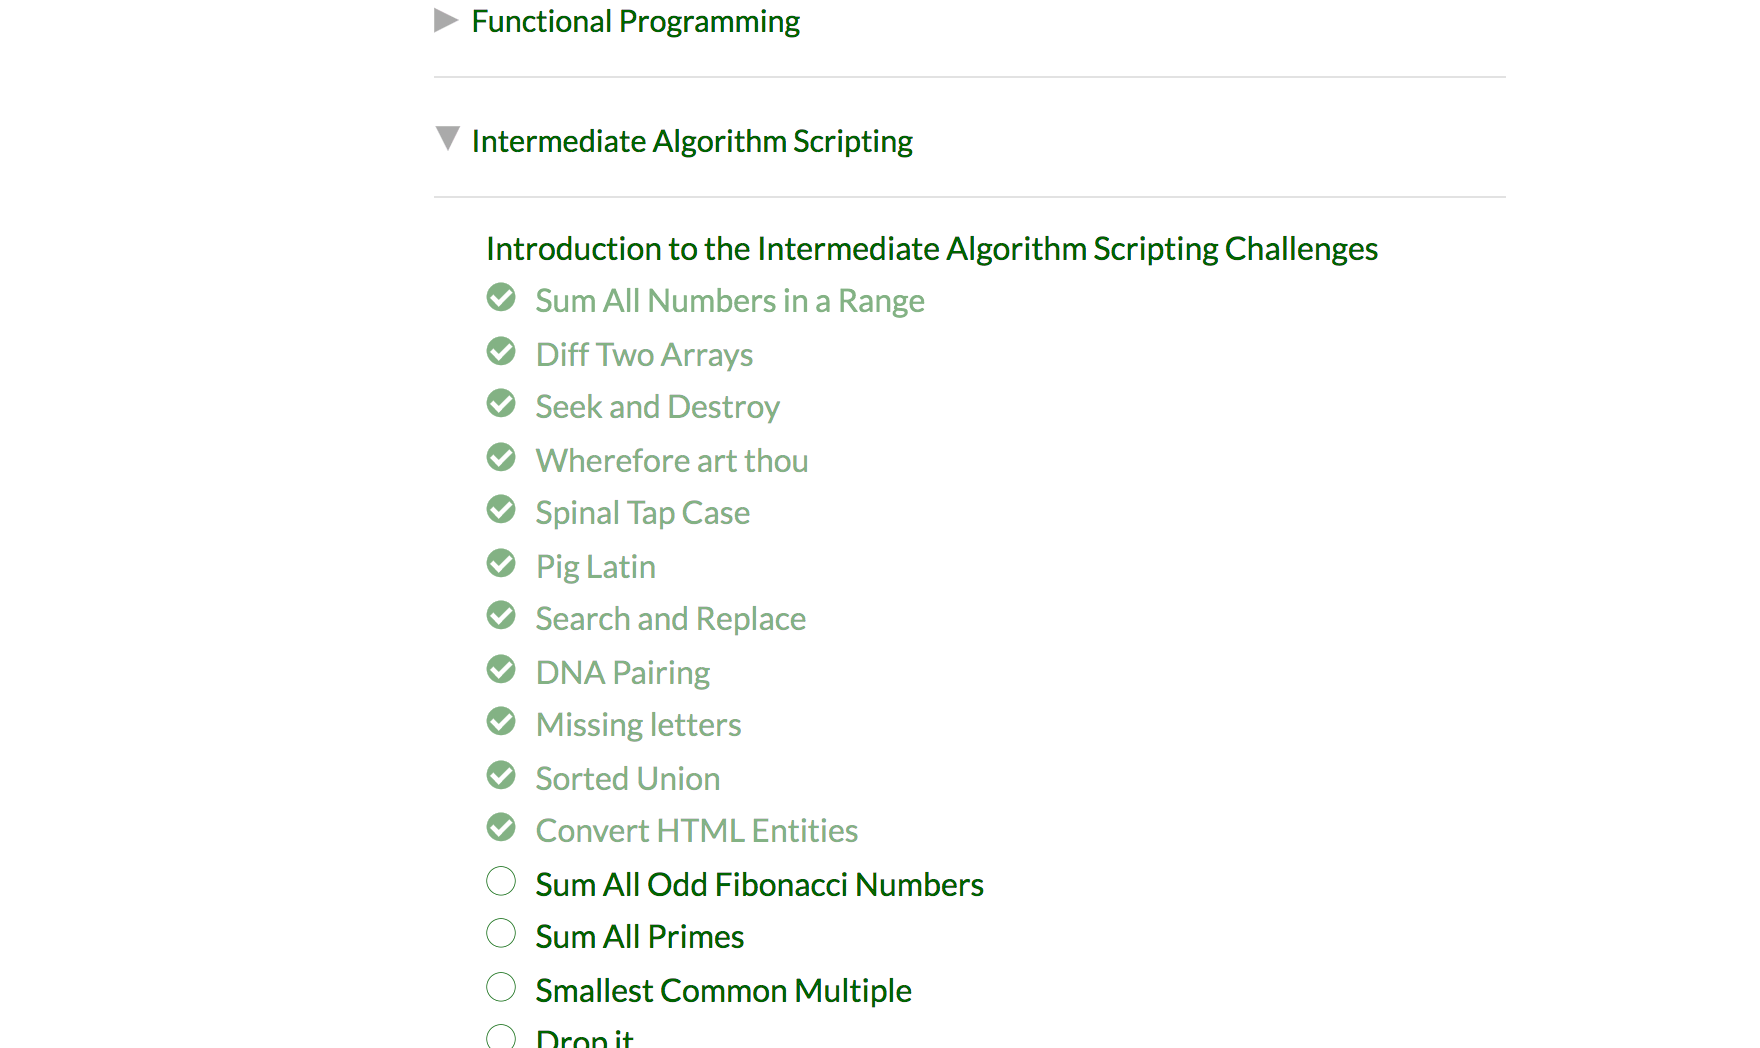 Functional Programming
Intermediate Algorithm Scripting
Introduction to the Intermediate Algorithm Scripting Challenges
Sum All Numbers in a Range
Diff Two Arrays
Seek and Destroy
Wherefore art thou
Spinal Tap Case
Pig Latin
Search and Replace
DNA Pairing
Missing letters
Sorted Union
Convert HTML Entities
Sum All Odd Fibonacci Numbers
Sum All Primes
Smallest Common Multiple
Drop it